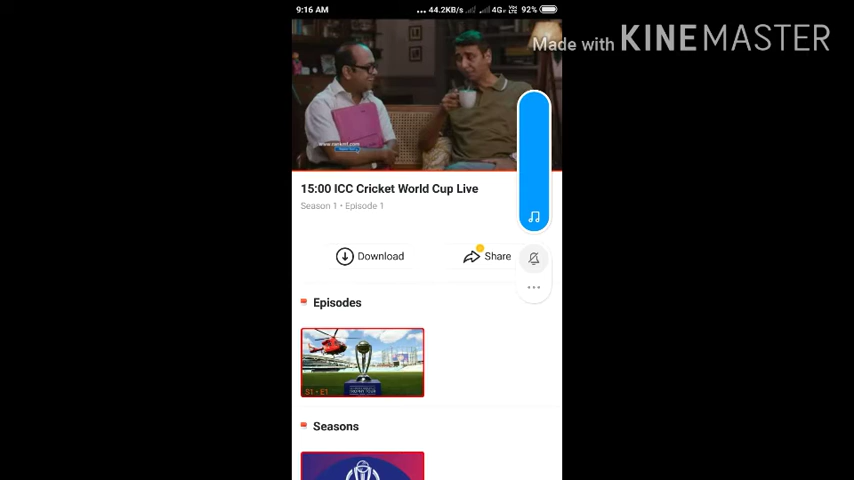 9:16 AM ... 44.2KB/s 4G 92%
Made with KINEMASTER
15:00 ICC Cricket World Cup Live
Season 1 • Episode 1
Download Share
Episodes
S1 • E1
Seasons